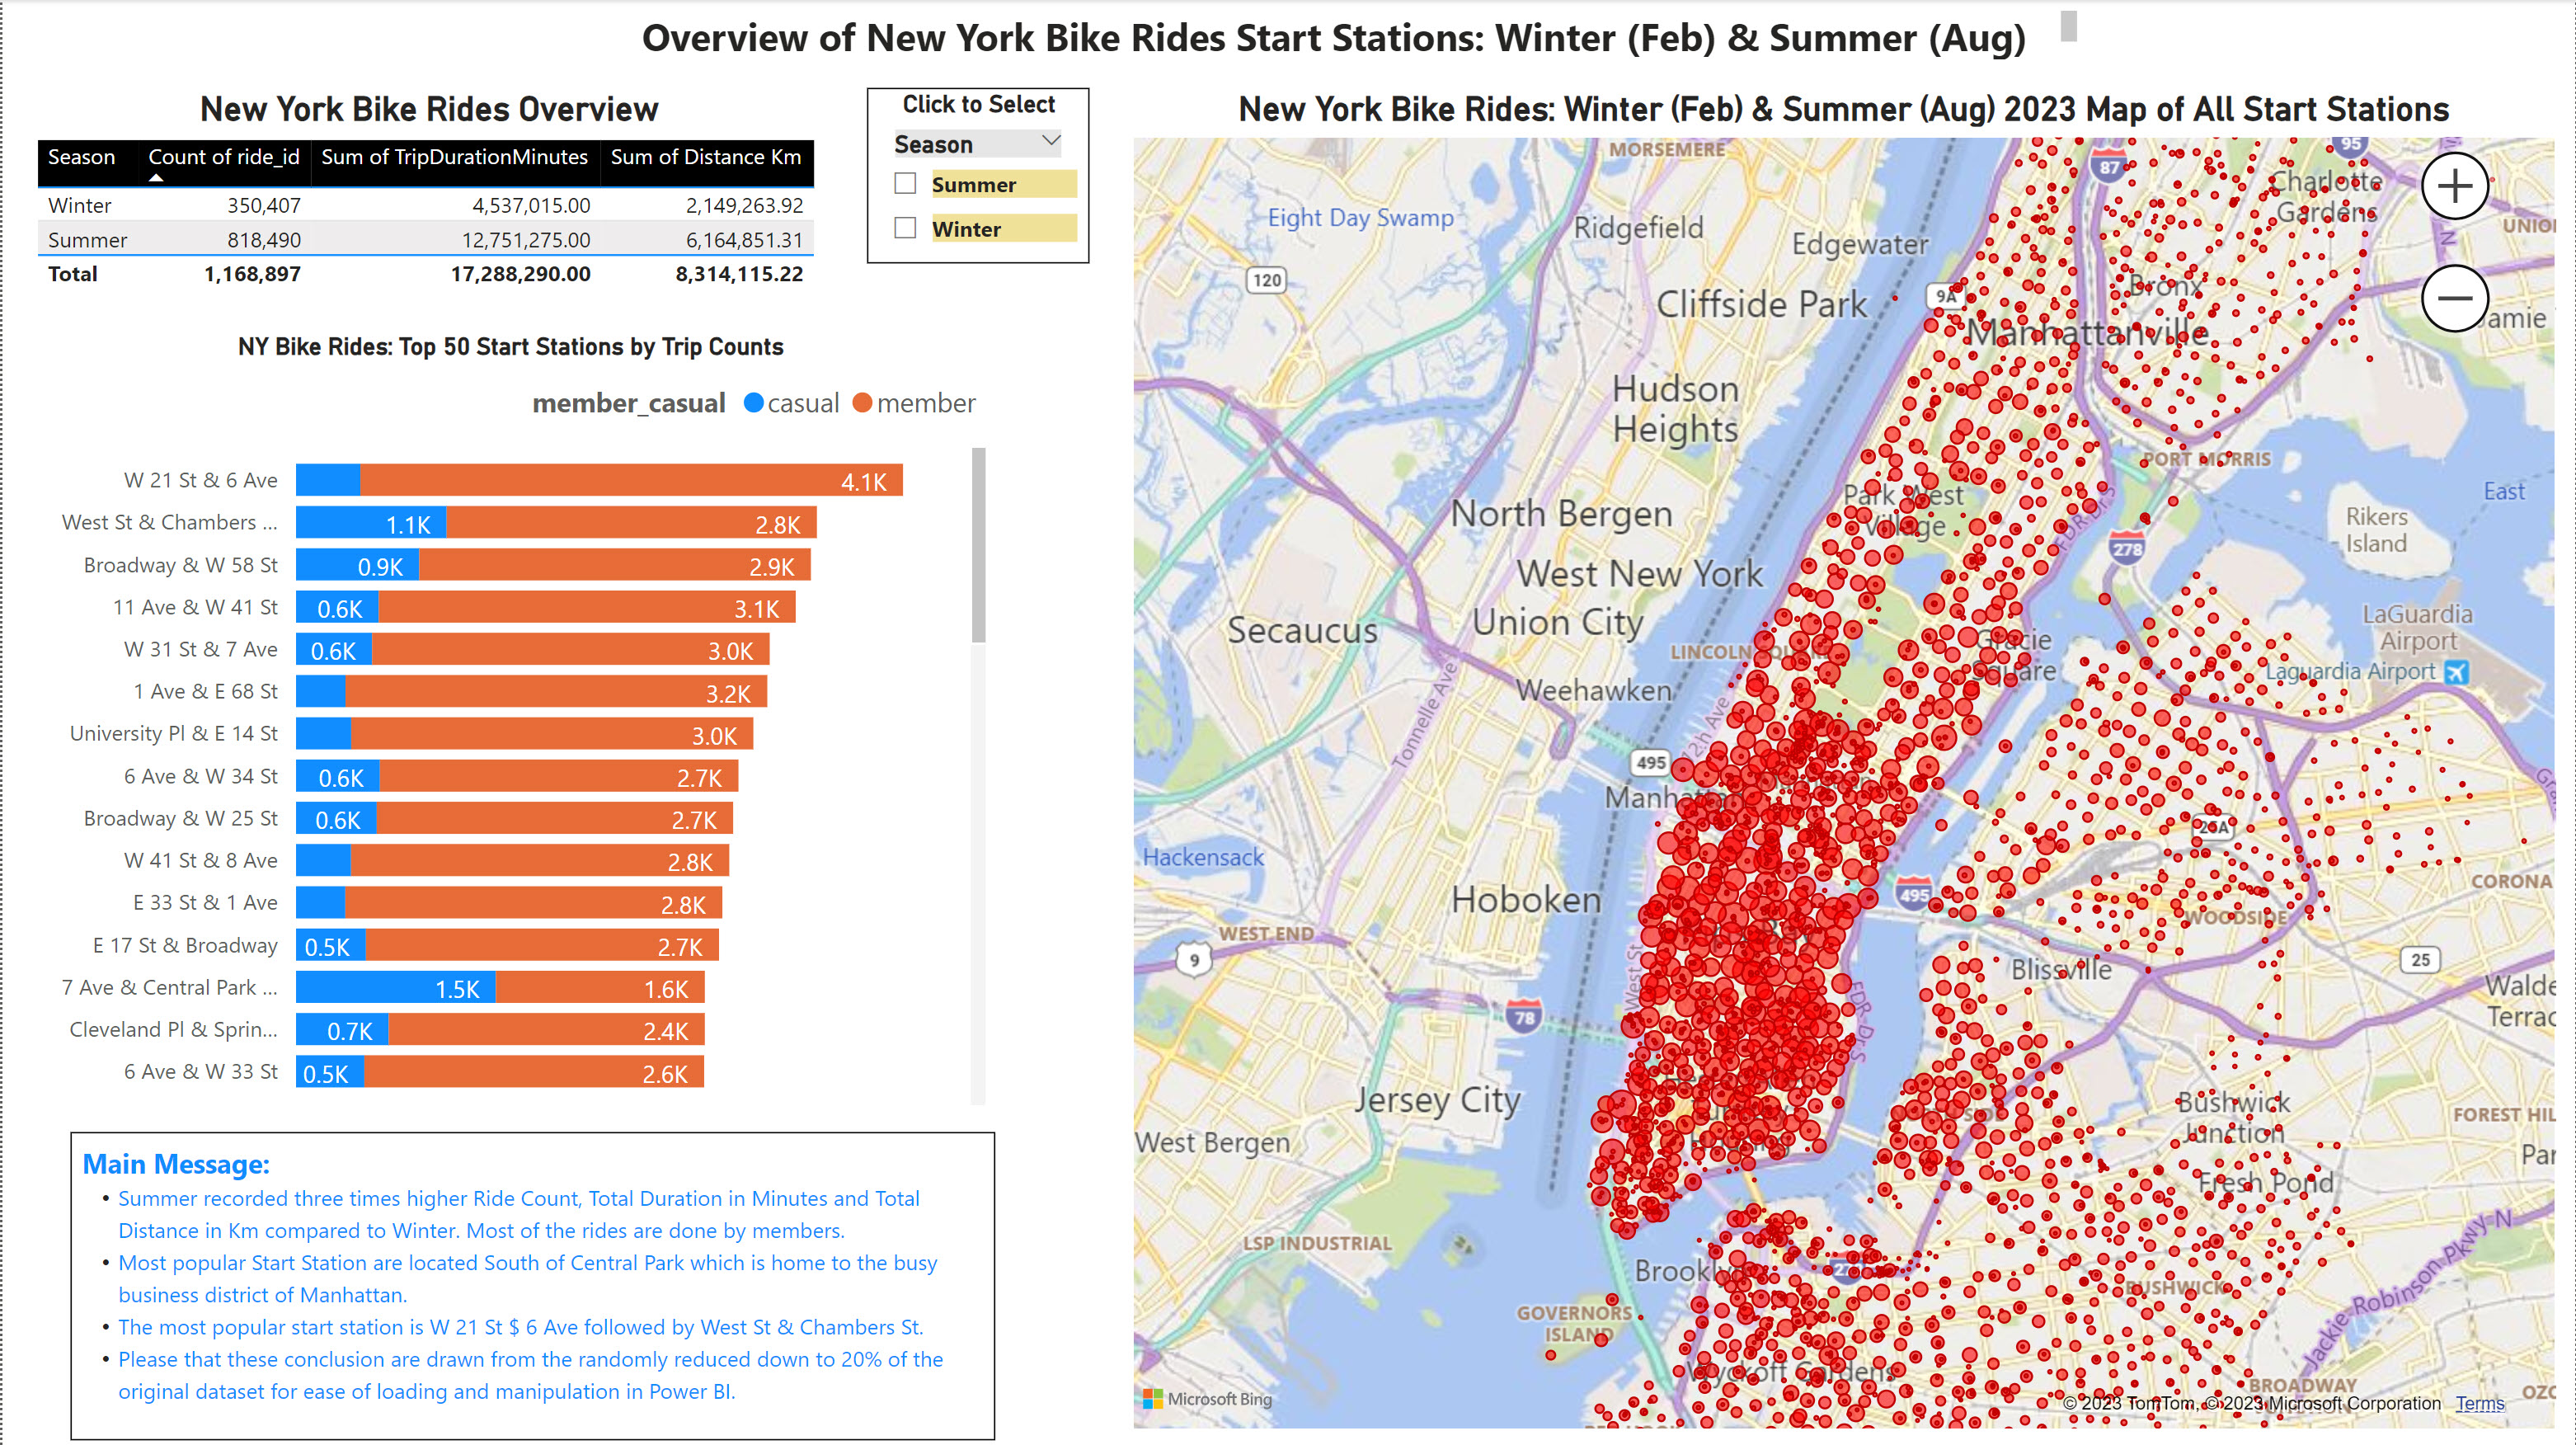 Overview of New York Bike Rides Start Stations: Winter (Feb) & Summer (Aug)
New York Bike Rides Overview
Season Count of ride_id Sum of TripDurationMinutes Sum of Distance Km
Winter 350,407 4,537,015.00 2,149,263.92
Summer 818,490 12,751,275.00 6,164,851.31
Total 1,168,897 17,288,290.00 8,314,115.22
Click to Select
Season
Summer
Winter
NY Bike Rides: Top 50 Start Stations by Trip Counts
member_casual casual member
W 21 St & 6 Ave 4.1K
West St & Chambers ... 1.1K 2.8K
Broadway & W 58 St 0.9K 2.9K
11 Ave & W 41 St 0.6K 3.1K
W 31 St & 7 Ave 0.6K 3.0K
1 Ave & E 68 St 3.2K
University Pl & E 14 St 3.0K
6 Ave & W 34 St 0.6K 2.7K
Broadway & W 25 St 0.6K 2.7K
W 41 St & 8 Ave 2.8K
E 33 St & 1 Ave 2.8K
E 17 St & Broadway 0.5K 2.7K
7 Ave & Central Park ... 1.5K 1.6K
Cleveland Pl & Sprin... 0.7K 2.4K
6 Ave & W 33 St 0.5K 2.6K
Main Message:
• Summer recorded three times higher Ride Count, Total Duration in Minutes and Total
Distance in Km compared to Winter. Most of the rides are done by members.
• Most popular Start Station are located South of Central Park which is home to the busy
business district of Manhattan.
• The most popular start station is W 21 St $ 6 Ave followed by West St & Chambers St.
• Please that these conclusion are drawn from the randomly reduced down to 20% of the
original dataset for ease of loading and manipulation in Power BI.
New York Bike Rides: Winter (Feb) & Summer (Aug) 2023 Map of All Start Stations
MORSEMERE
95
87
Charlotte
Gardens
Eight Day Swamp
Ridgefield
Edgewater
N
120
Cliffside Park
9A
Bronx
Manhattanville
Hudson
Heights
PORT MORRIS
Park West
Village
East
North Bergen
FDR Dr S
Rikers
Island
278
West New York
Union City
Secaucus
LaGuardia
Airport
Gracie
Square
Laguardia Airport
Weehawken
Tonnelle Ave
12th Ave
495
25A
Hackensack
CORONA
Hoboken
495
WOODSIDE
WEST END
9
25
Blissville
West St
FDR Dr S
78
Jersey City
Bushwick
Junction
West Bergen
Fresh Pond
LSP INDUSTRIAL
BUSHWICK
GOVERNORS
ISLAND
Jackie Robinson Pkwy N
Wyckoff Gardens
BROADWAY
Microsoft Bing
© 2023 TomTom, © 2023 Microsoft Corporation Terms